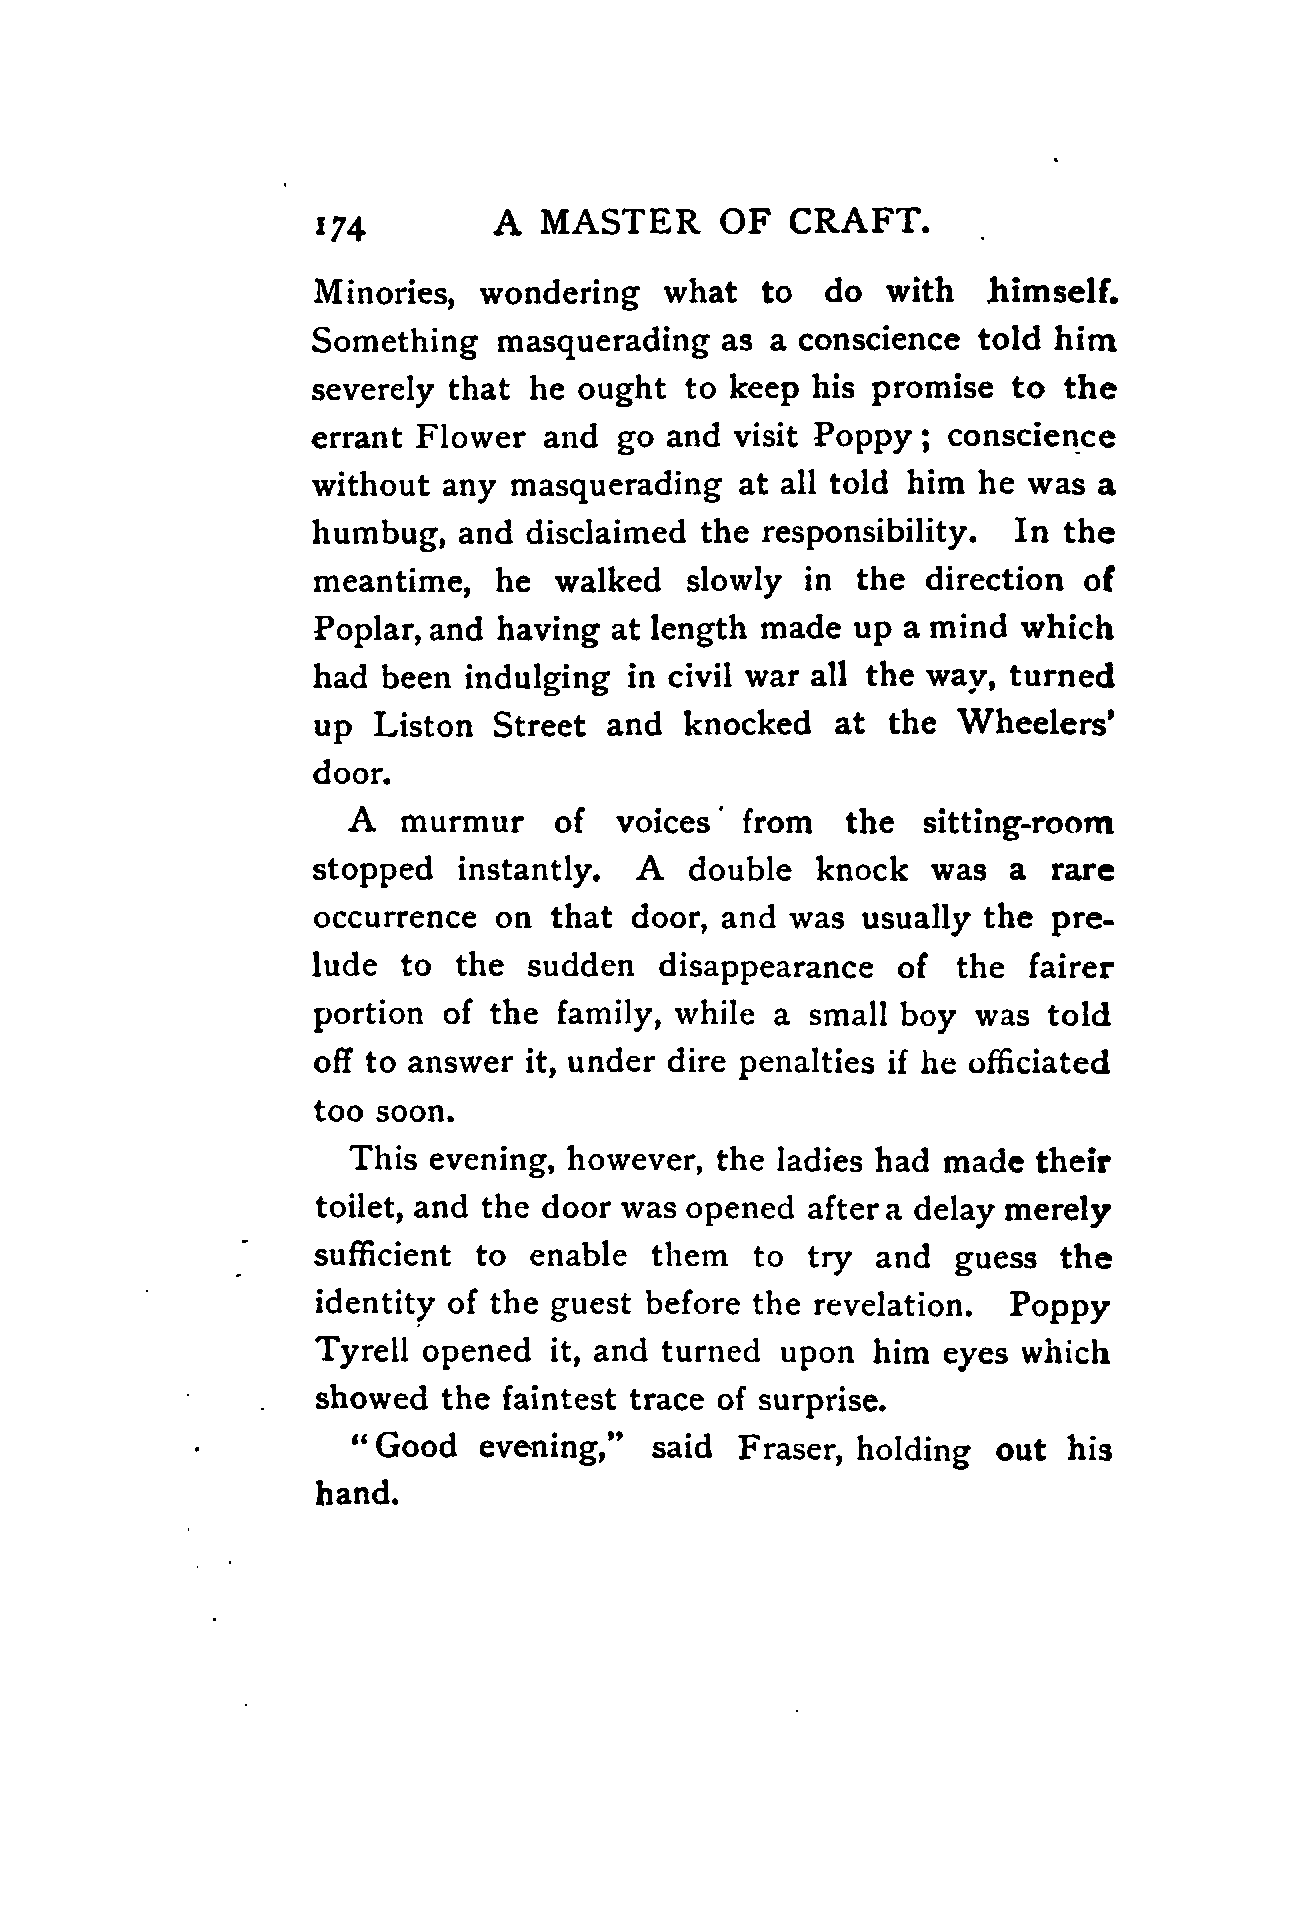 174 A MASTER OF CRAFT.
Minories, wondering what to do with himself.
Something masquerading as a conscience told him
severely that he ought to keep his promise to the
errant Flower and go and visit Poppy; conscience
without any masquerading at all told him he was a
humbug, and disclaimed the responsibility. In the
meantime, he walked slowly in the direction of
Poplar, and having at length made up a mind which
had been indulging in civil war all the way, turned
up Liston Street and knocked at the Wheelers'
door.
A murmur of voices from the sitting-room
stopped instantly. A double knock was a rare
occurrence on that door, and was usually the pre-
lude to the sudden disappearance of the fairer
portion of the family, while a small boy was told
off to answer it, under dire penalties if he officiated
too soon.
This evening, however, the ladies had made their
toilet, and the door was opened after a delay merely
sufficient to enable them to try and guess the
identity of the guest before the revelation. Poppy
Tyrell opened it, and turned upon him eyes which
showed the faintest trace of surprise.
"Good evening," said Fraser, holding out his
hand.